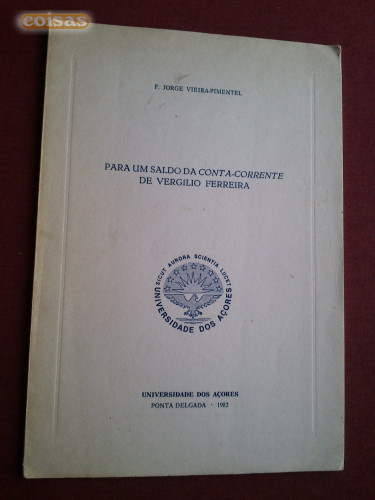 coisas
F. JORGE VIEIRA-PIMENTEL
PARA UM SALDO DA CONTA-CORRENTE
DE VERGILIO FERREIRA
SICUT AURORA SCIENTIA LUCET
UNIVERSIDADE DOS AÇORES
UNIVERSIDADE DOS AÇORES
PONTA DELGADA · 1982